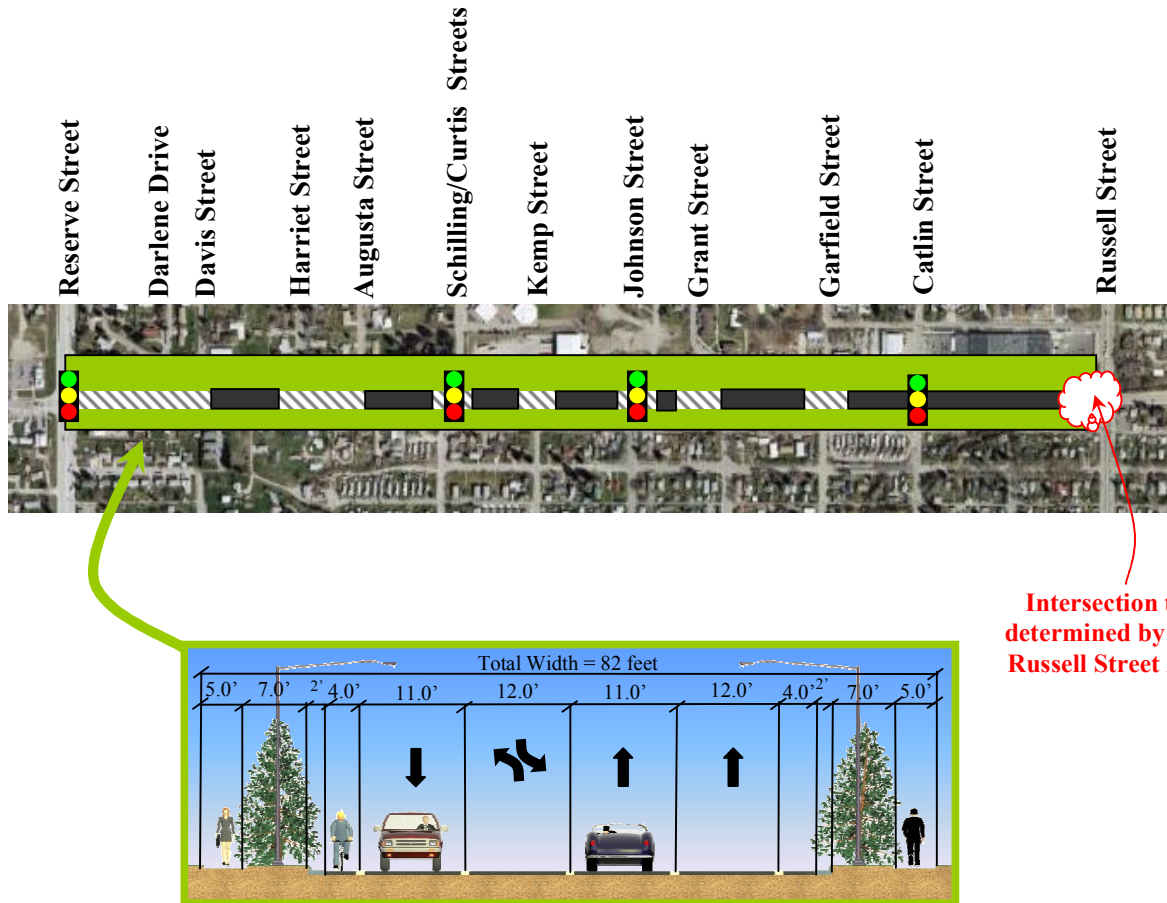 Reserve Street
Darlene Drive
Davis Street
Harriet Street
Augusta Street
Schilling/Curtis Streets
Kemp Street
Johnson Street
Grant Street
Garfield Street
Catlin Street
Russell Street
Intersection t
determined by
Russell Street
Total Width = 82 feet
5.0’ 7.0’ 2’ 4.0’ 11.0’ 12.0’ 11.0’ 12.0’ 4.0’ 2’ 7.0’ 5.0’